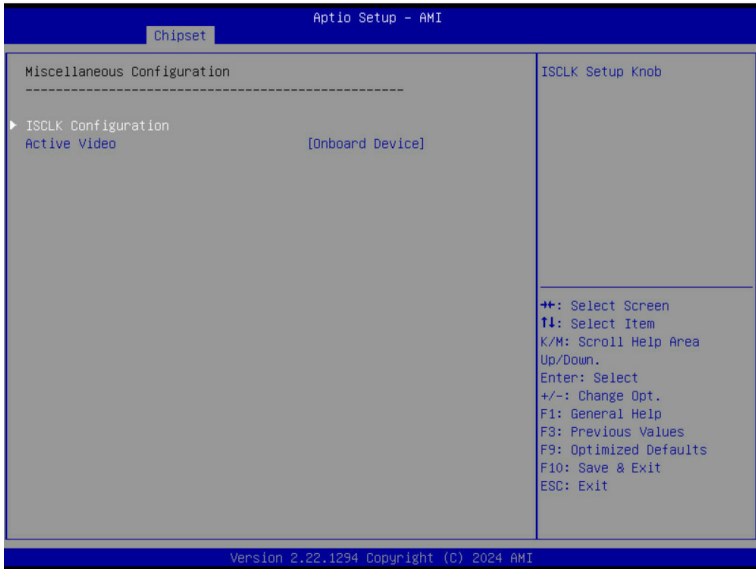 Aptio Setup – AMI
Chipset
Miscellaneous Configuration
--------------------------------------------------
ISCLK Configuration
Active Video [Onboard Device]
ISCLK Setup Knob
→←: Select Screen
↑↓: Select Item
K/M: Scroll Help Area
Up/Down.
Enter: Select
+/-: Change Opt.
F1: General Help
F3: Previous Values
F9: Optimized Defaults
F10: Save & Exit
ESC: Exit
Version 2.22.1294 Copyright (C) 2024 AMI